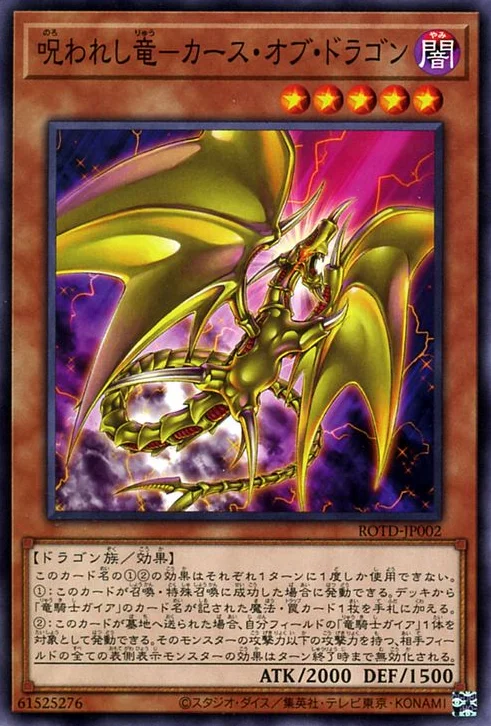 呪われし竜－カース・オブ・ドラゴン
闇
ROTD-JP002
【ドラゴン族／効果】
このカード名の①②の効果はそれぞれ１ターンに１度しか使用できない。
①：このカードが召喚・特殊召喚に成功した場合に発動できる。デッキから
「竜騎士ガイア」のカード名が記された魔法・罠カード１枚を手札に加える。
②：このカードが墓地へ送られた場合、自分フィールドの「竜騎士ガイア」１体を
対象として発動できる。そのモンスターの攻撃力以下の攻撃力を持つ、相手フィ
ールドの全ての表側表示モンスターの効果はターン終了時まで無効化される。
ATK/2000 DEF/1500
61525276
©スタジオ・ダイス／集英社・テレビ東京・KONAMI